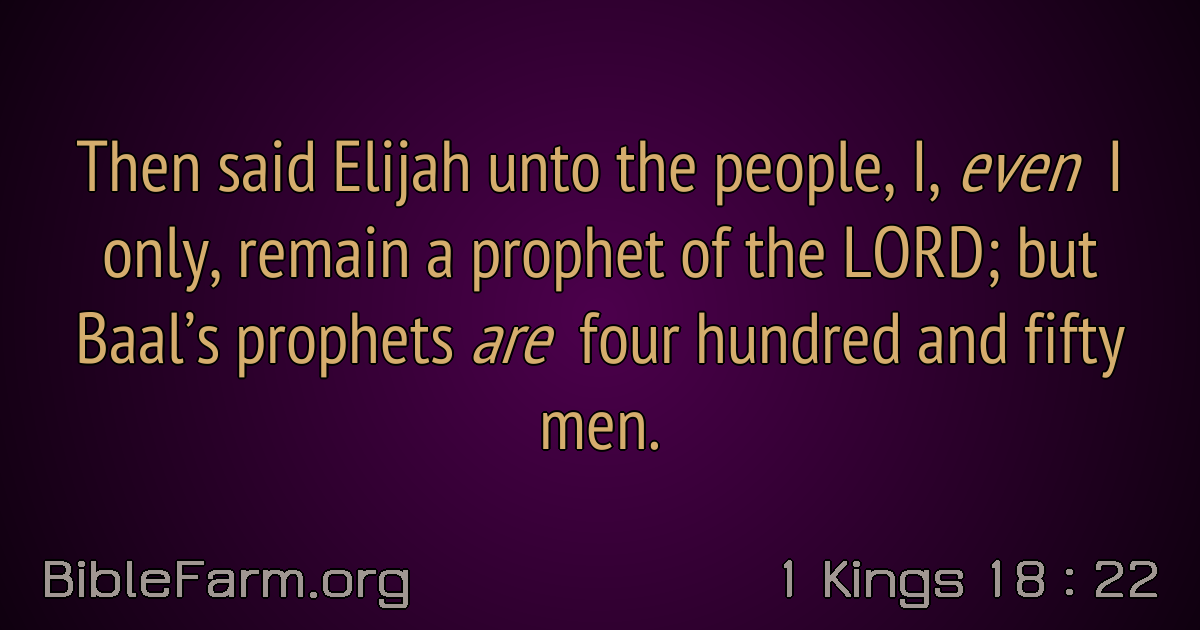 Then said Elijah unto the people, I, even I
only, remain a prophet of the LORD; but
Baal’s prophets are four hundred and fifty
men.
BibleFarm.org
1 Kings 18 : 22